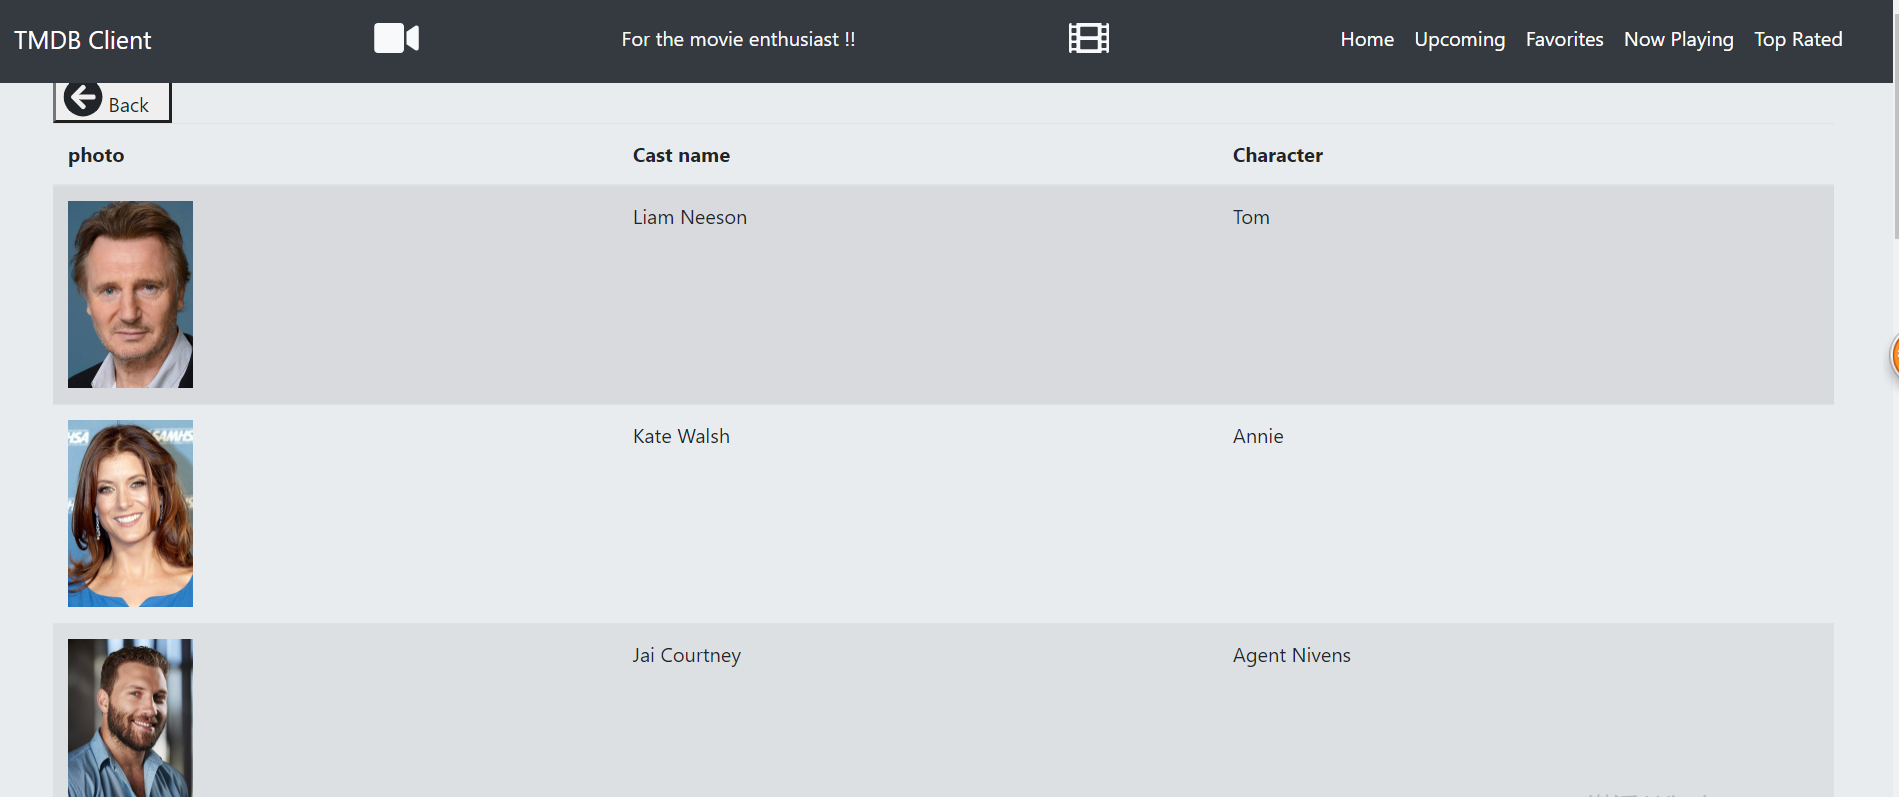 TMDB Client For the movie enthusiast !! Home Upcoming Favorites Now Playing Top Rated
Back
photo Cast name Character
Liam Neeson Tom
Kate Walsh Annie
SAMHS
Jai Courtney Agent Nivens